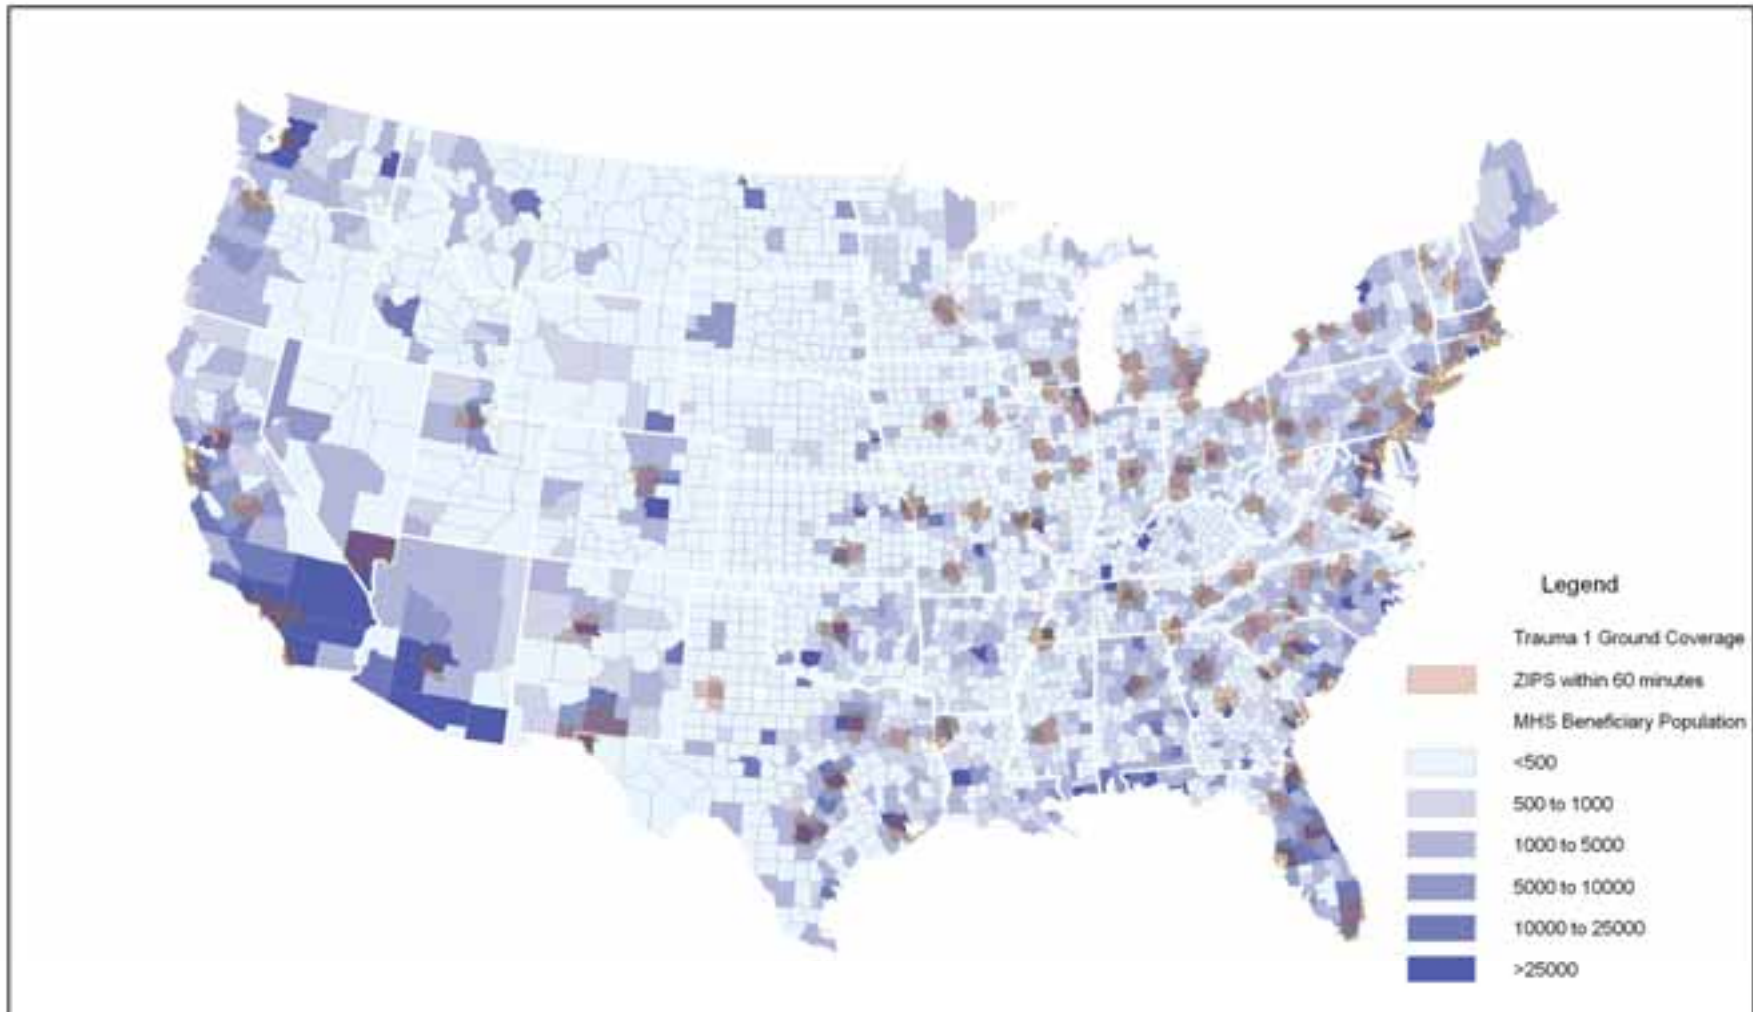 Legend
Trauma 1 Ground Coverage
ZIPS within 60 minutes
MHS Beneficiary Population
<500
500 to 1000
1000 to 5000
5000 to 10000
10000 to 25000
>25000